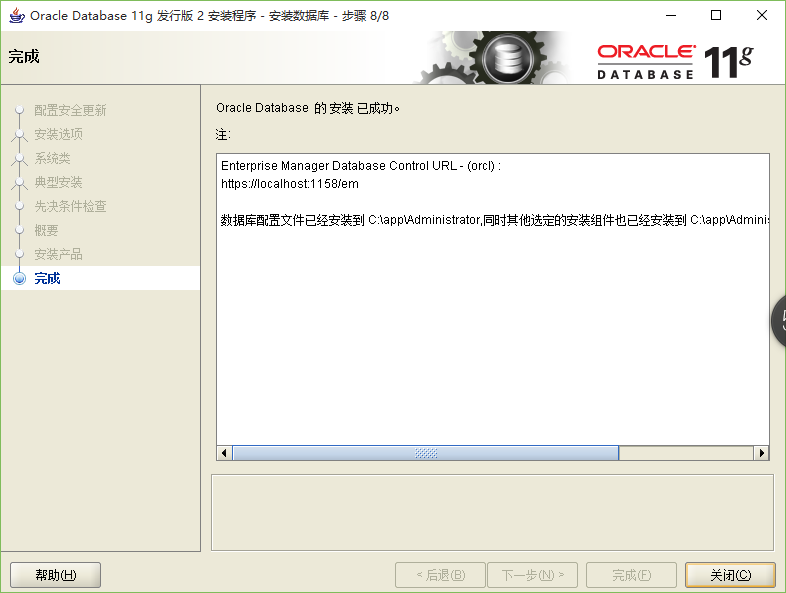 Oracle Database 11g 发行版 2 安装程序 - 安装数据库 - 步骤 8/8
完成
ORACLE
DATABASE
11g
配置安全更新
安装选项
系统类
典型安装
先决条件检查
概要
安装产品
完成
Oracle Database 的 安装 已成功。
注:
Enterprise Manager Database Control URL - (orcl) :
https://localhost:1158/em
数据库配置文件已经安装到 C:\app\Administrator,同时其他选定的安装组件也已经安装到 C:\app\Adminis
帮助(H)
< 后退(B)
下一步(N) >
完成(F)
关闭(C)